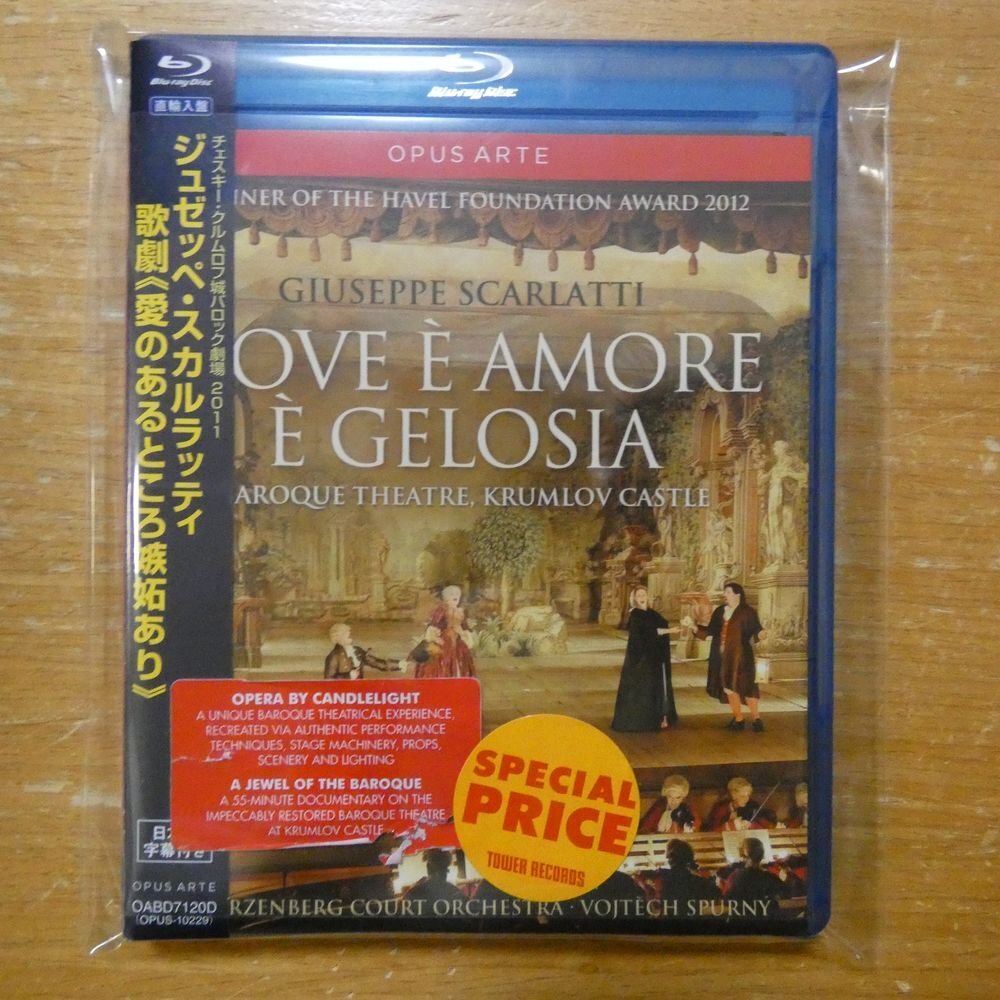 Blu-ray Disc
直輸入盤
チェスキー・クルムロフ城バロック劇場 2011
ジュゼッペ・スカルラッティ
歌劇《愛のあるところ嫉妬あり》
字幕付き
OPUS ARTE
OABD7120D
(OPUS-10229)
Blu-ray Disc
OPUS ARTE
NER OF THE HAVEL FOUNDATION AWARD 2012
GIUSEPPE SCARLATTI
OVE È AMORE
È GELOSIA
AROQUE THEATRE, KRUMLOV CASTLE
OPERA BY CANDLELIGHT
A UNIQUE BAROQUE THEATRICAL EXPERIENCE,
RECREATED VIA AUTHENTIC PERFORMANCE
TECHNIQUES, STAGE MACHINERY, PROPS,
SCENERY AND LIGHTING
A JEWEL OF THE BAROQUE
A 55-MINUTE DOCUMENTARY ON THE
IMPECCABLY RESTORED BAROQUE THEATRE
AT KRUMLOV CASTLE
SPECIAL
PRICE
TOWER RECORDS
RZENBERG COURT ORCHESTRA · VOJTĚCH SPURNÝ